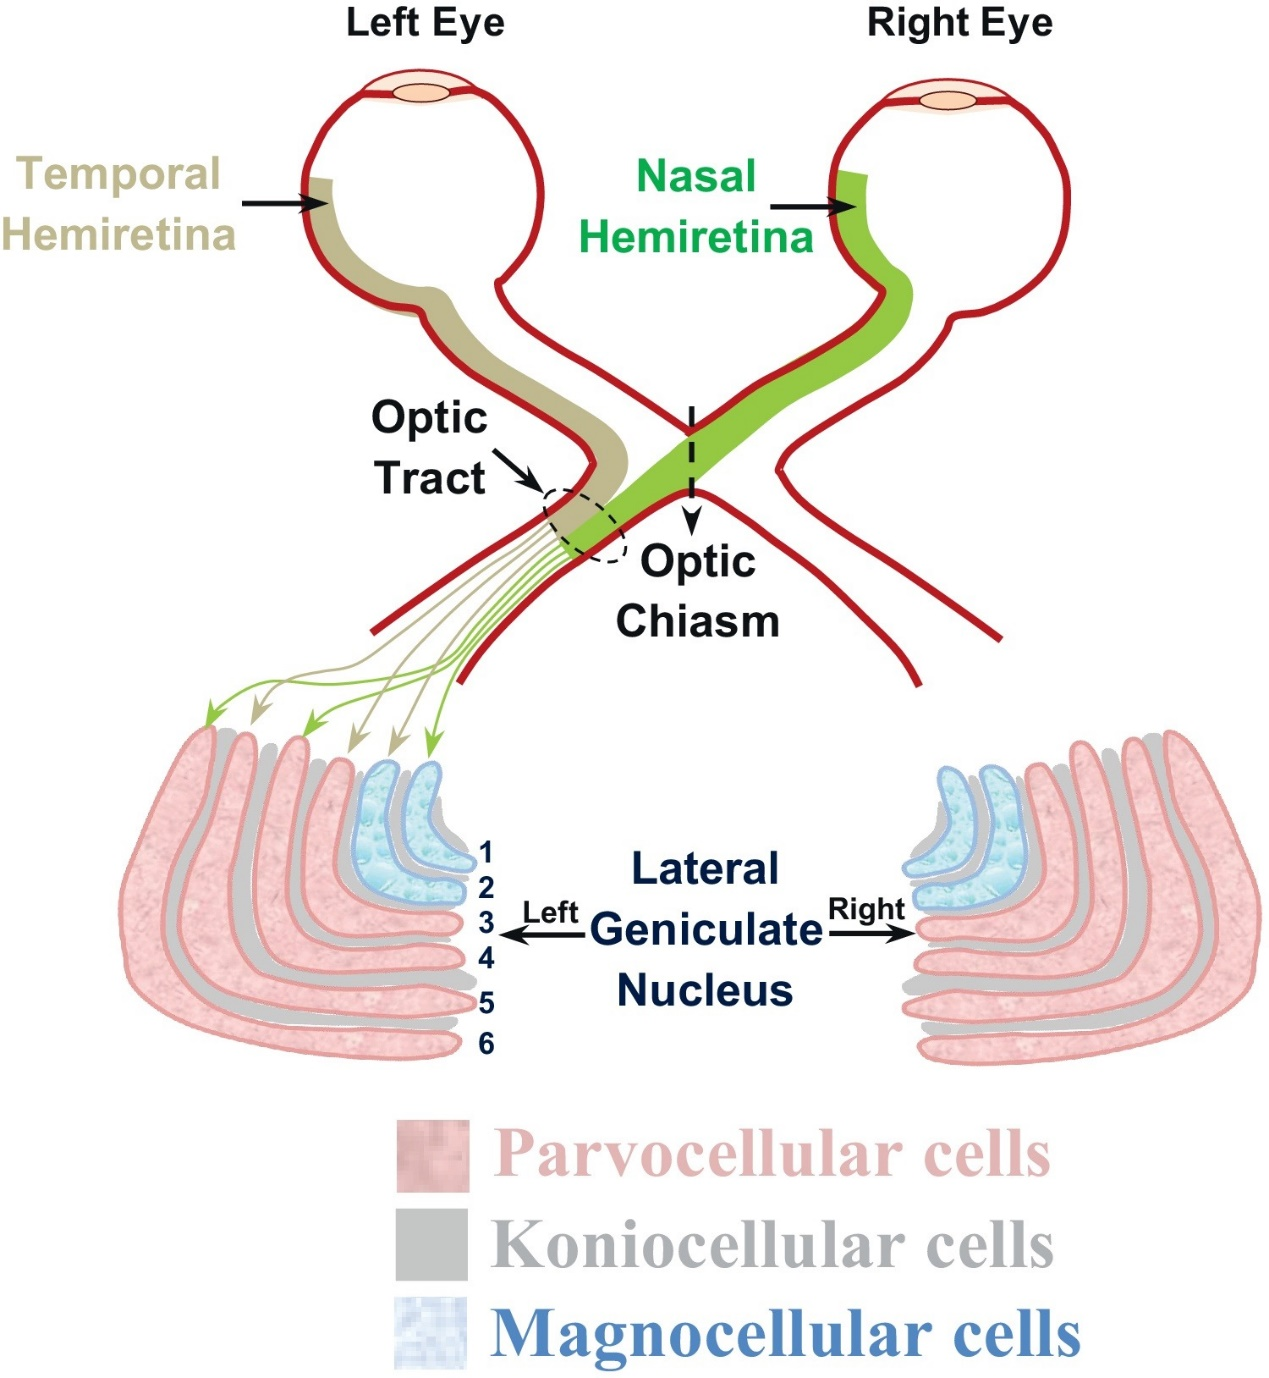 Left Eye
Right Eye
Temporal
Hemiretina
Nasal
Hemiretina
Optic
Tract
Optic
Chiasm
1
2
3
4
5
6
Left
Lateral
Geniculate
Nucleus
Right
Parvocellular cells
Koniocellular cells
Magnocellular cells